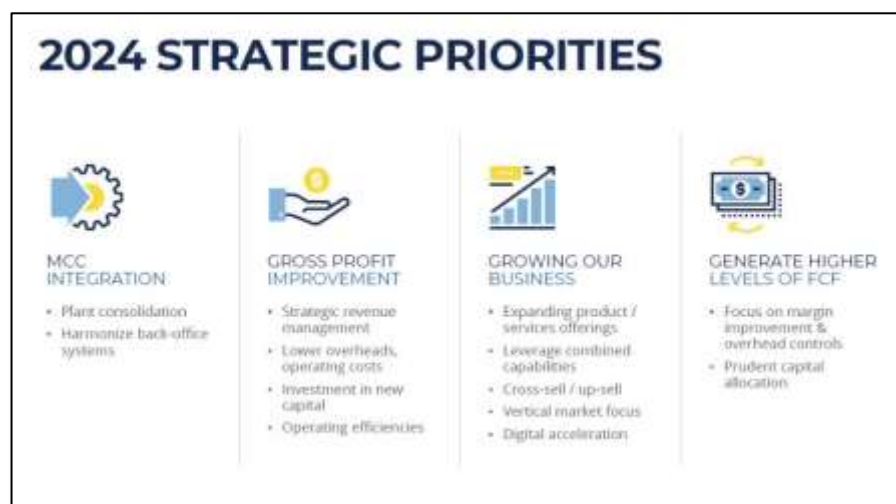 2024 STRATEGIC PRIORITIES
MCC
INTEGRATION
• Plant consolidation
• Harmonize back-office
systems
GROSS PROFIT
IMPROVEMENT
• Strategic revenue
management
• Lower overheads,
operating costs
• Investment in new
capital
• Operating efficiencies
GROWING OUR
BUSINESS
• Expanding product /
services offerings
• Leverage combined
capabilities
• Cross-sell / up-sell
• Vertical market focus
• Digital acceleration
GENERATE HIGHER
LEVELS OF FCF
• Focus on margin
improvement &
overhead controls
• Prudent capital
allocation